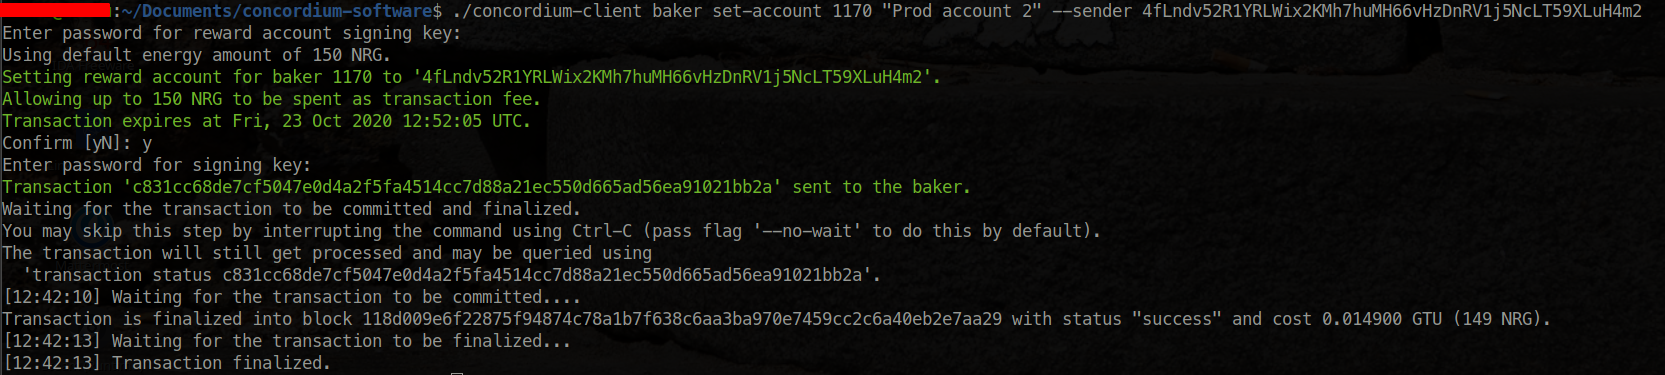 :~/Documents/concordium-software$ ./concordium-client baker set-account 1170 "Prod account 2" --sender 4fLndv52R1YRLWix2KMh7huMH66vHzDnRV1j5NcLT59XLuH4m2
Enter password for reward account signing key:
Using default energy amount of 150 NRG.
Setting reward account for baker 1170 to '4fLndv52R1YRLWix2KMh7huMH66vHzDnRV1j5NcLT59XLuH4m2'.
Allowing up to 150 NRG to be spent as transaction fee.
Transaction expires at Fri, 23 Oct 2020 12:52:05 UTC.
Confirm [yN]: y
Enter password for signing key:
Transaction 'c831cc68de7cf5047e0d4a2f5fa4514cc7d88a21ec550d665ad56ea91021bb2a' sent to the baker.
Waiting for the transaction to be committed and finalized.
You may skip this step by interrupting the command using Ctrl-C (pass flag '--no-wait' to do this by default).
The transaction will still get processed and may be queried using
  'transaction status c831cc68de7cf5047e0d4a2f5fa4514cc7d88a21ec550d665ad56ea91021bb2a'.
[12:42:10] Waiting for the transaction to be committed....
Transaction is finalized into block 118d009e6f22875f94874c78a1b7f638c6aa3ba970e7459cc2c6a40eb2e7aa29 with status "success" and cost 0.014900 GTU (149 NRG).
[12:42:13] Waiting for the transaction to be finalized...
[12:42:13] Transaction finalized.